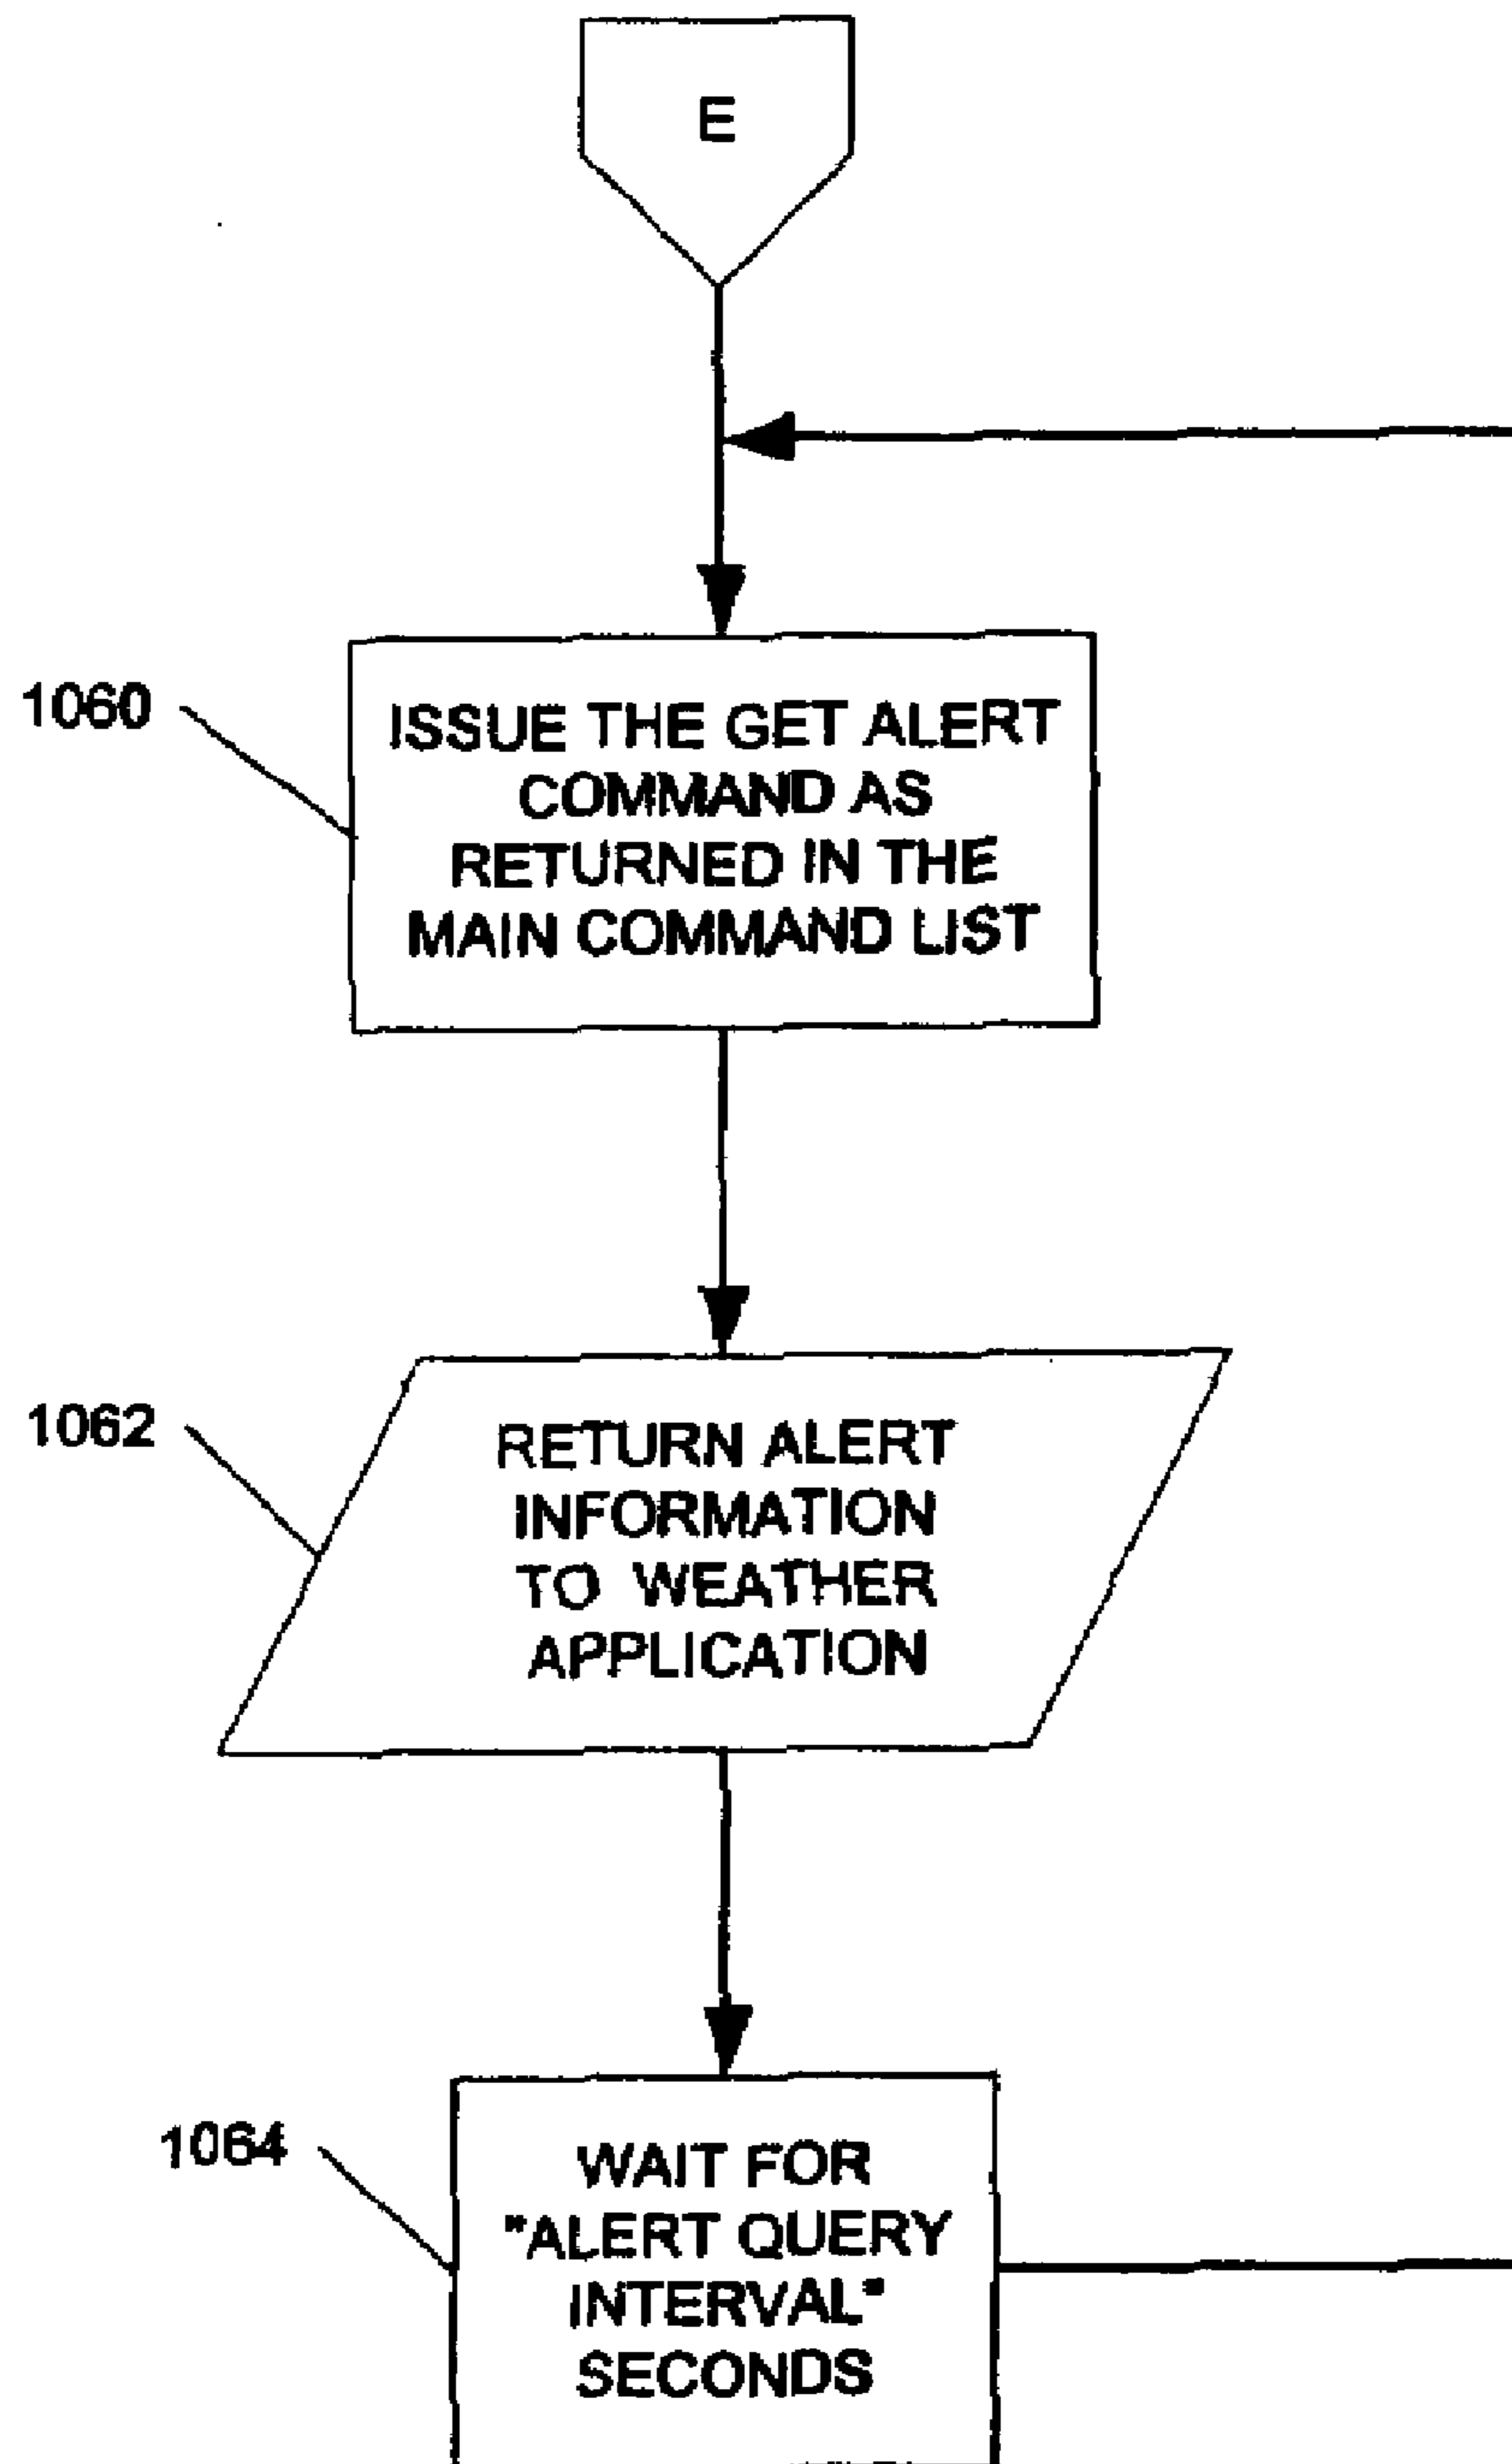 E
1060
ISSUE THE GET ALERT
COMMAND AS
RETURNED IN THE
MAIN COMMAND LIST
1062
RETURN ALERT
INFORMATION
TO WEATHER
APPLICATION
1064
WAIT FOR
"ALERT QUERY
INTERVAL"
SECONDS